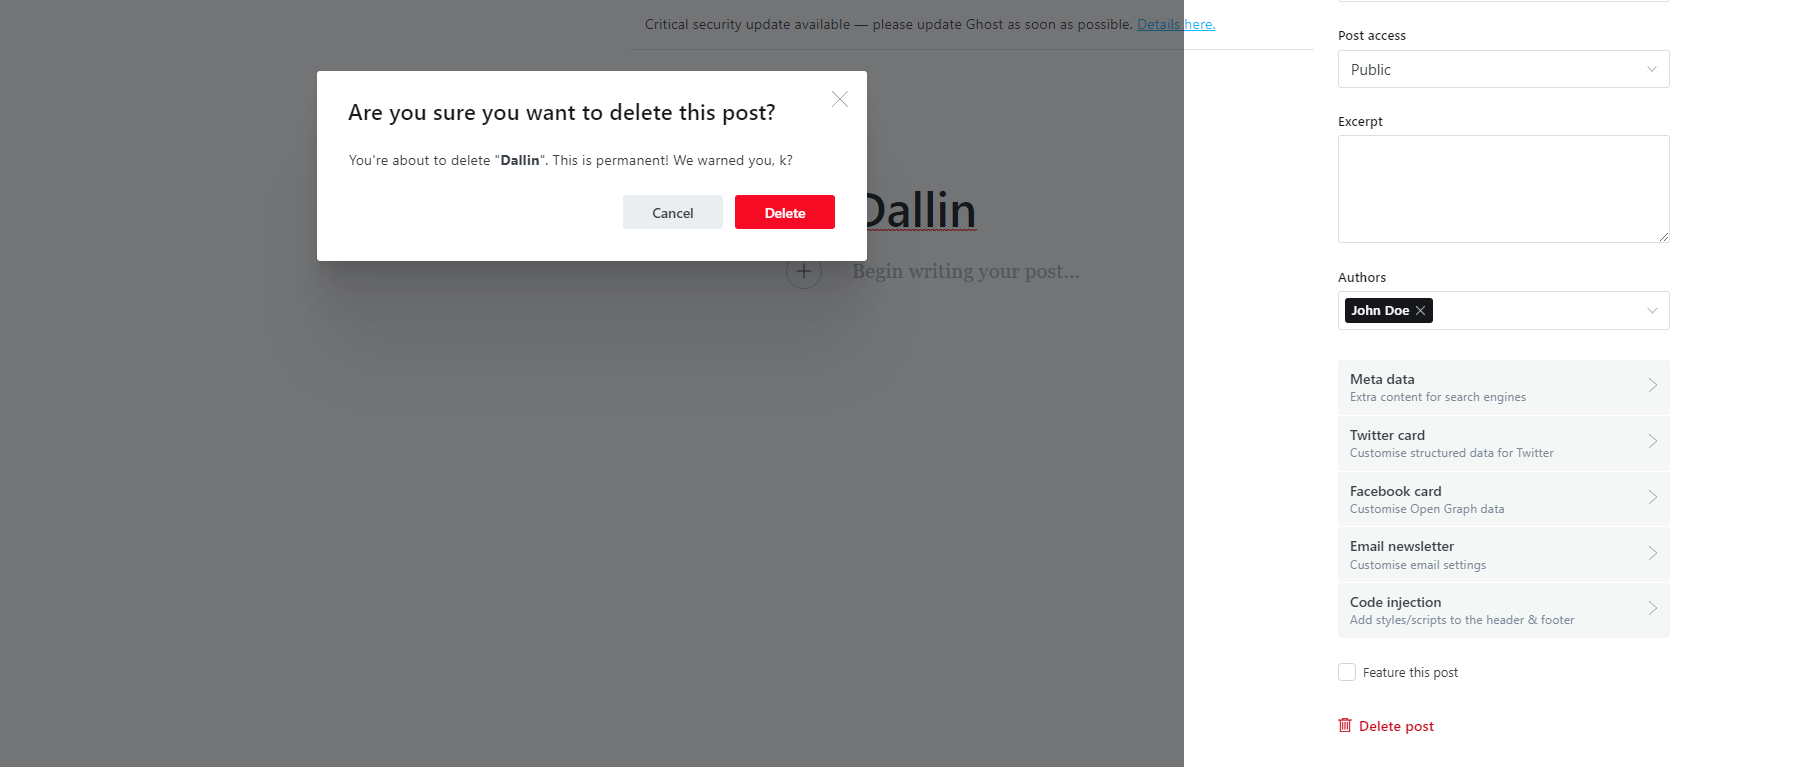 Critical security update available — please update Ghost as soon as possible. Details here.
Are you sure you want to delete this post?
You're about to delete "Dallin". This is permanent! We warned you, k?
Cancel
Delete
Dallin
Begin writing your post...
Post access
Public
Excerpt
Authors
John Doe
Meta data
Extra content for search engines
Twitter card
Customise structured data for Twitter
Facebook card
Customise Open Graph data
Email newsletter
Customise email settings
Code injection
Add styles/scripts to the header & footer
Feature this post
Delete post